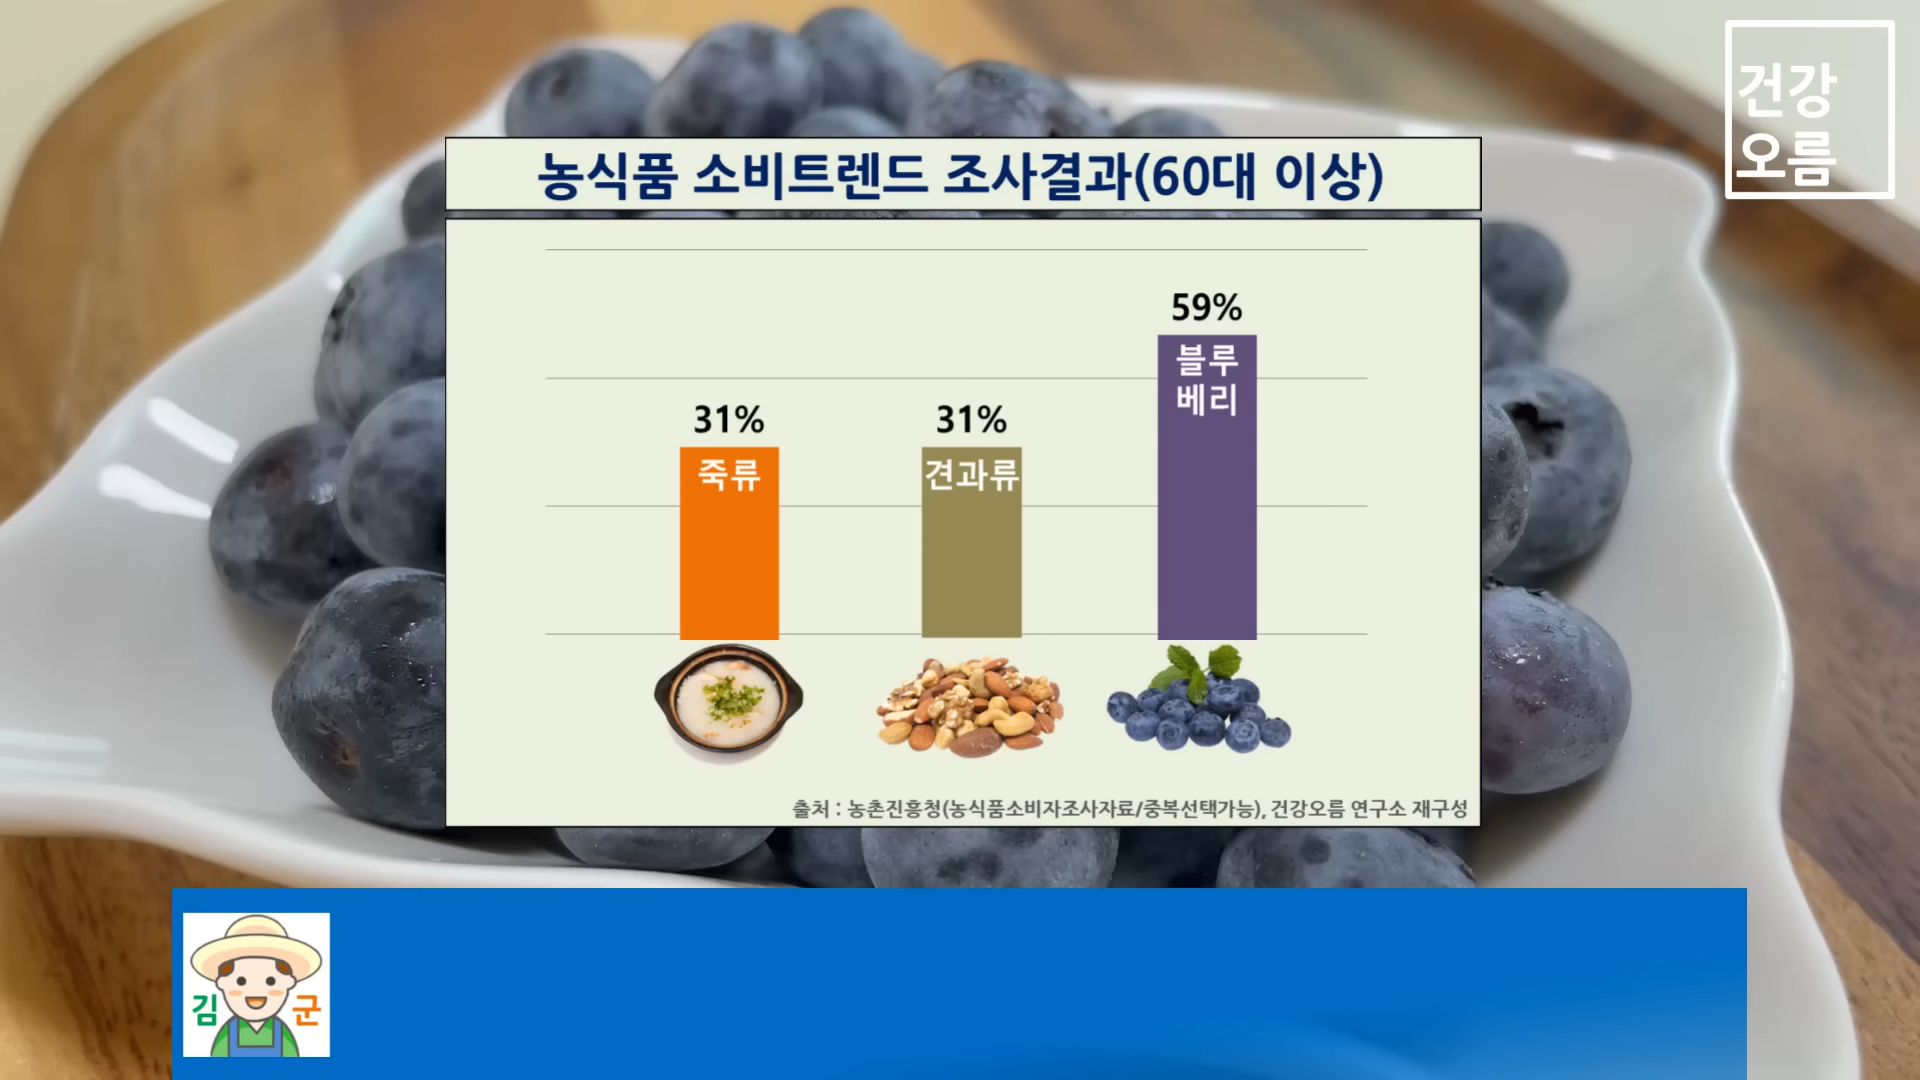 건강
오름
농식품 소비트렌드 조사결과(60대 이상)
59%
블루
베리
31%
죽류
31%
견과류
출처 : 농촌진흥청(농식품소비자조사자료/중복선택가능), 건강오름 연구소 재구성
김 군